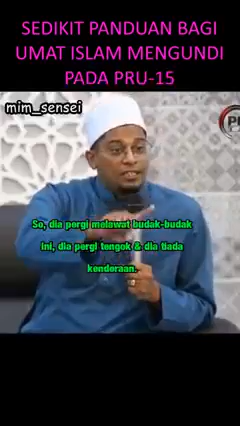 SEDIKIT PANDUAN BAGI
UMAT ISLAM MENGUNDI
PADA PRU-15
mim_sensei
So, dia pergi melawat budak-budak
ini, dia pergi tengok & dia tiada
kenderaan.